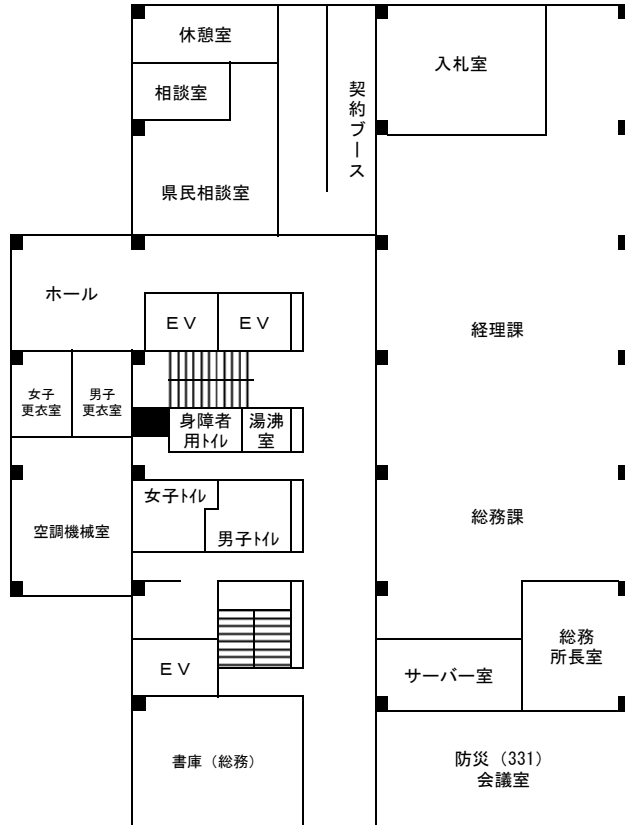 休憩室
入札室
相談室
契約ブース
県民相談室
ホール
ＥＶ
ＥＶ
経理課
女子
更衣室
男子
更衣室
身障者
用ﾄｲﾚ
湯沸
室
女子ﾄｲﾚ
男子ﾄｲﾚ
空調機械室
総務課
総務
所長室
ＥＶ
サーバー室
書庫（総務）
防災（331）
会議室